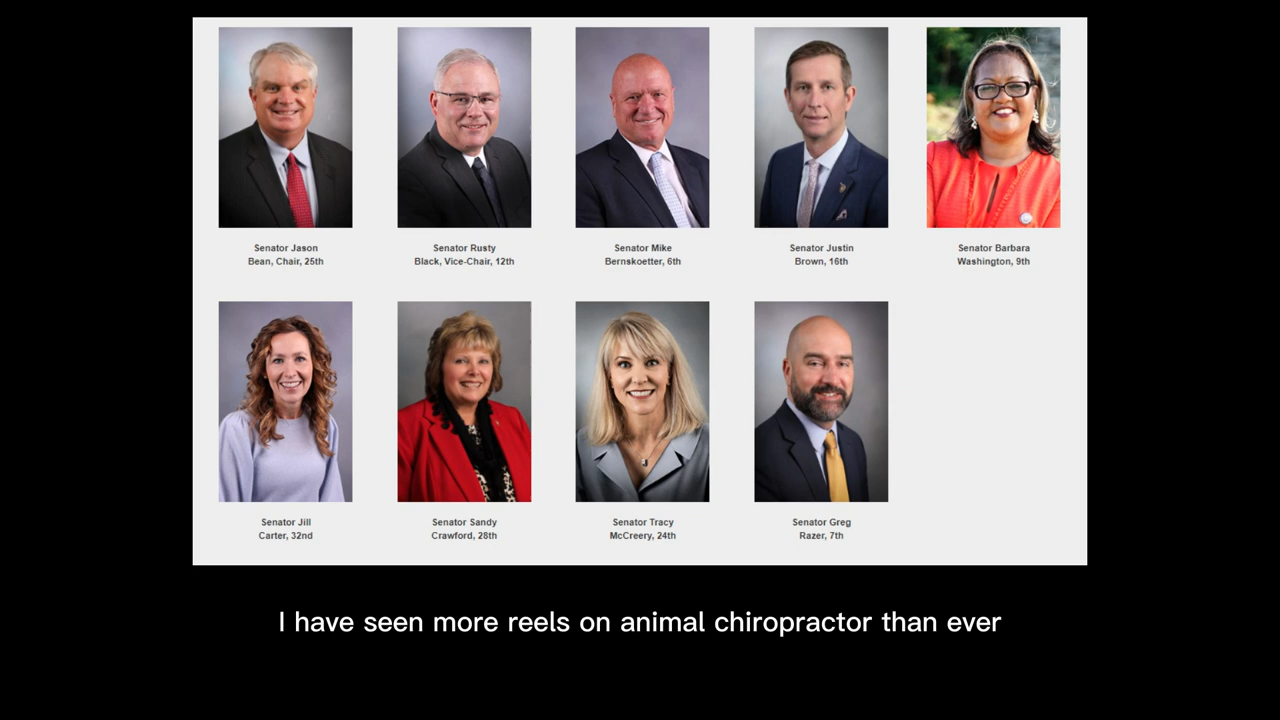 Senator Jason
Bean, Chair, 25th
Senator Rusty
Black, Vice-Chair, 12th
Senator Mike
Bernskoetter, 6th
Senator Justin
Brown, 16th
Senator Barbara
Washington, 9th
Senator Jill
Carter, 32nd
Senator Sandy
Crawford, 28th
Senator Tracy
McCreery, 24th
Senator Greg
Razer, 7th
I have seen more reels on animal chiropractor than ever